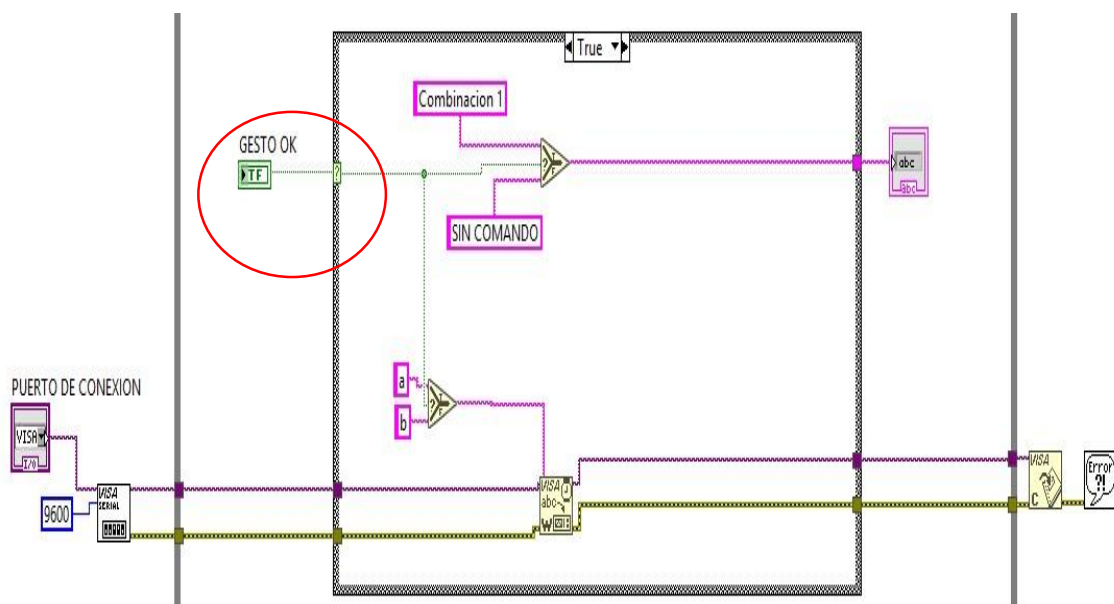 True
Combinacion 1
GESTO OK
TF
?
?
T
F
abc
abc
SIN COMANDO
PUERTO DE CONEXION
a
?
T
F
b
VISA
I/O
VISA
abc
W
VISA
C
Error
?!
9600
VISA
SERIAL